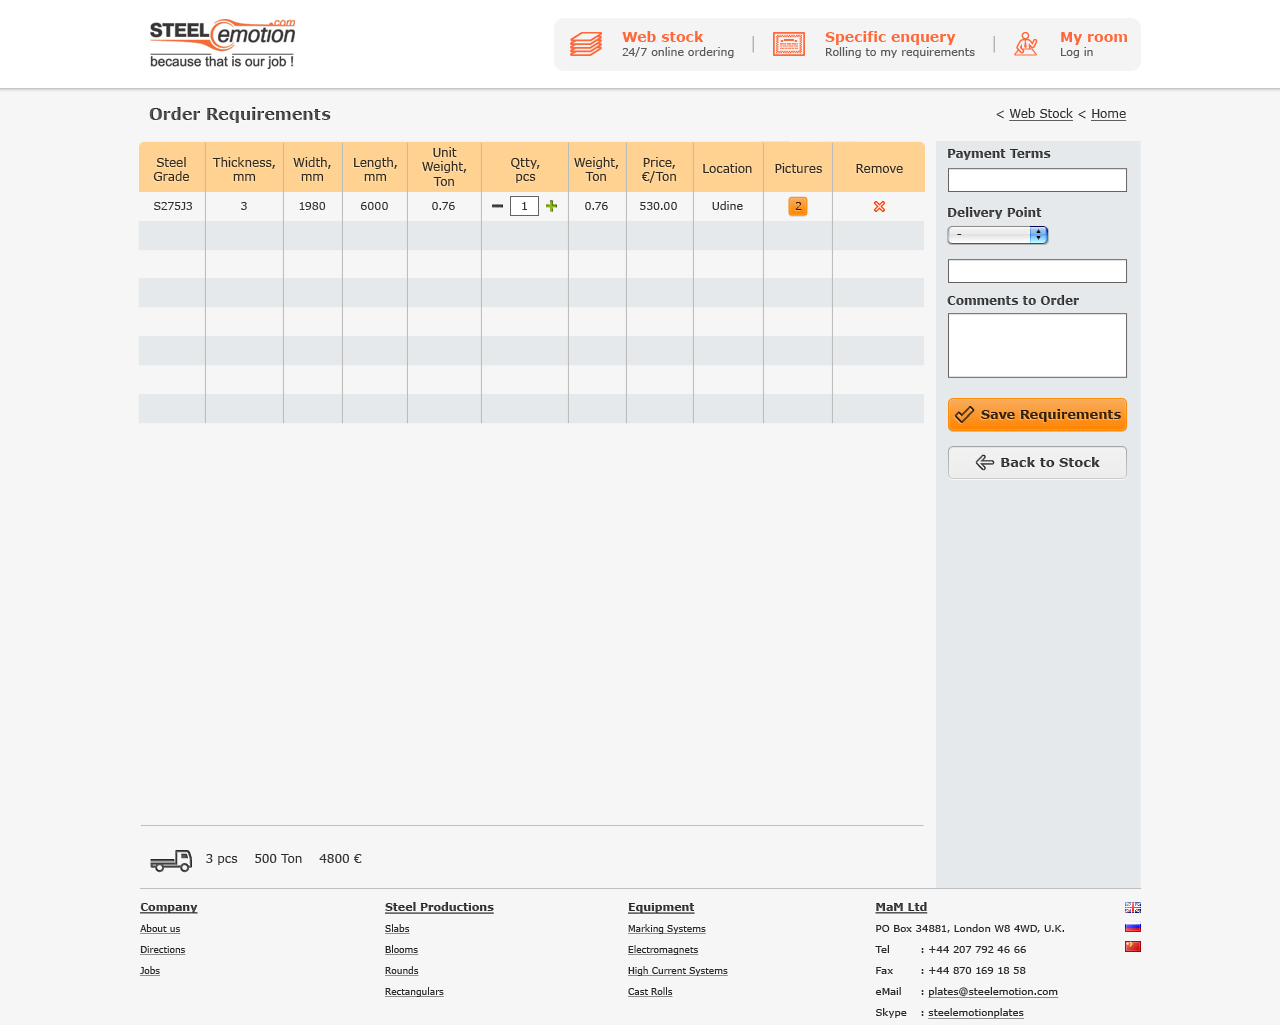 STEEL emotion .com
because that is our job !
Web stock
24/7 online ordering
Specific enquery
Rolling to my requirements
My room
Log in
Order Requirements
< Web Stock < Home
Steel Grade
Thickness, mm
Width, mm
Length, mm
Unit Weight, Ton
Qtty, pcs
Weight, Ton
Price, €/Ton
Location
Pictures
Remove
S275J3 3 1980 6000 0.76 1 0.76 530.00 Udine 2
Payment Terms
Delivery Point
-
Comments to Order
Save Requirements
Back to Stock
3 pcs 500 Ton 4800 €
Company
About us
Directions
Jobs
Steel Productions
Slabs
Blooms
Rounds
Rectangulars
Equipment
Marking Systems
Electromagnets
High Current Systems
Cast Rolls
MaM Ltd
PO Box 34881, London W8 4WD, U.K.
Tel : +44 207 792 46 66
Fax : +44 870 169 18 58
eMail : plates@steelemotion.com
Skype : steelemotionplates